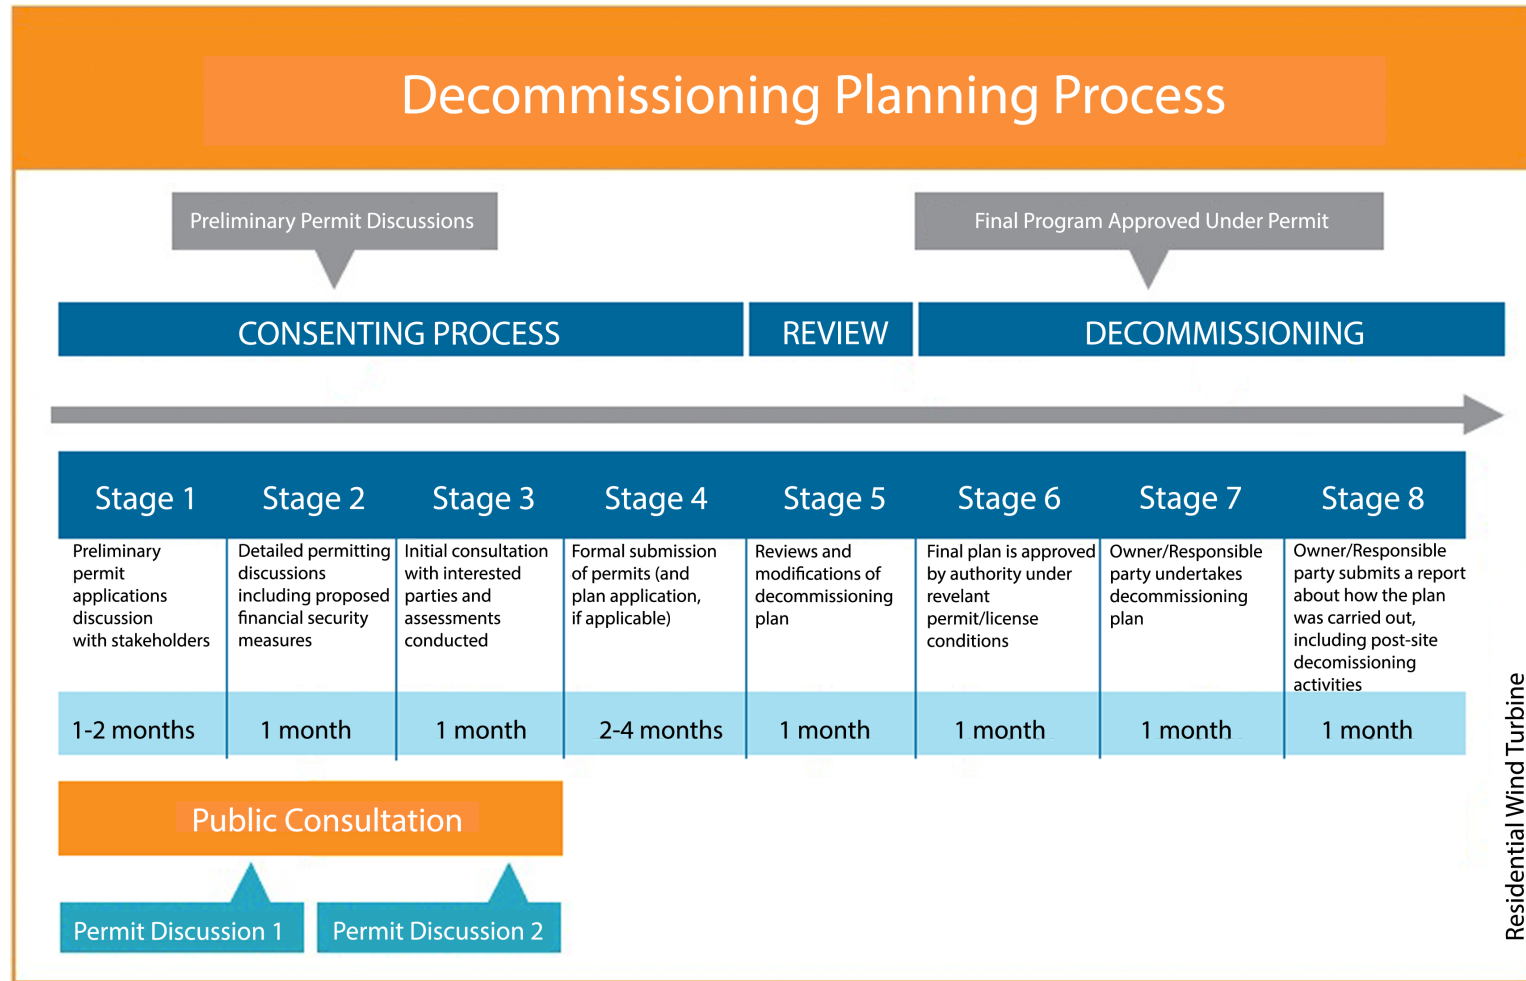 Decommissioning Planning Process
Preliminary Permit Discussions
Final Program Approved Under Permit
CONSENTING PROCESS
REVIEW
DECOMMISSIONING
Stage 1
Stage 2
Stage 3
Stage 4
Stage 5
Stage 6
Stage 7
Stage 8
Preliminary
permit
applications
discussion
with stakeholders
Detailed permitting
discussions
including proposed
financial security
measures
Initial consultation
with interested
parties and
assessments
conducted
Formal submission
of permits (and
plan application,
if applicable)
Reviews and
modifications of
decommissioning
plan
Final plan is approved
by authority under
revelant
permit/license
conditions
Owner/Responsible
party undertakes
decommissioning
plan
Owner/Responsible
party submits a report
about how the plan
was carried out,
including post-site
decomissioning
activities
1-2 months
1 month
1 month
2-4 months
1 month
1 month
1 month
1 month
Public Consultation
Permit Discussion 1
Permit Discussion 2
Residential Wind Turbine